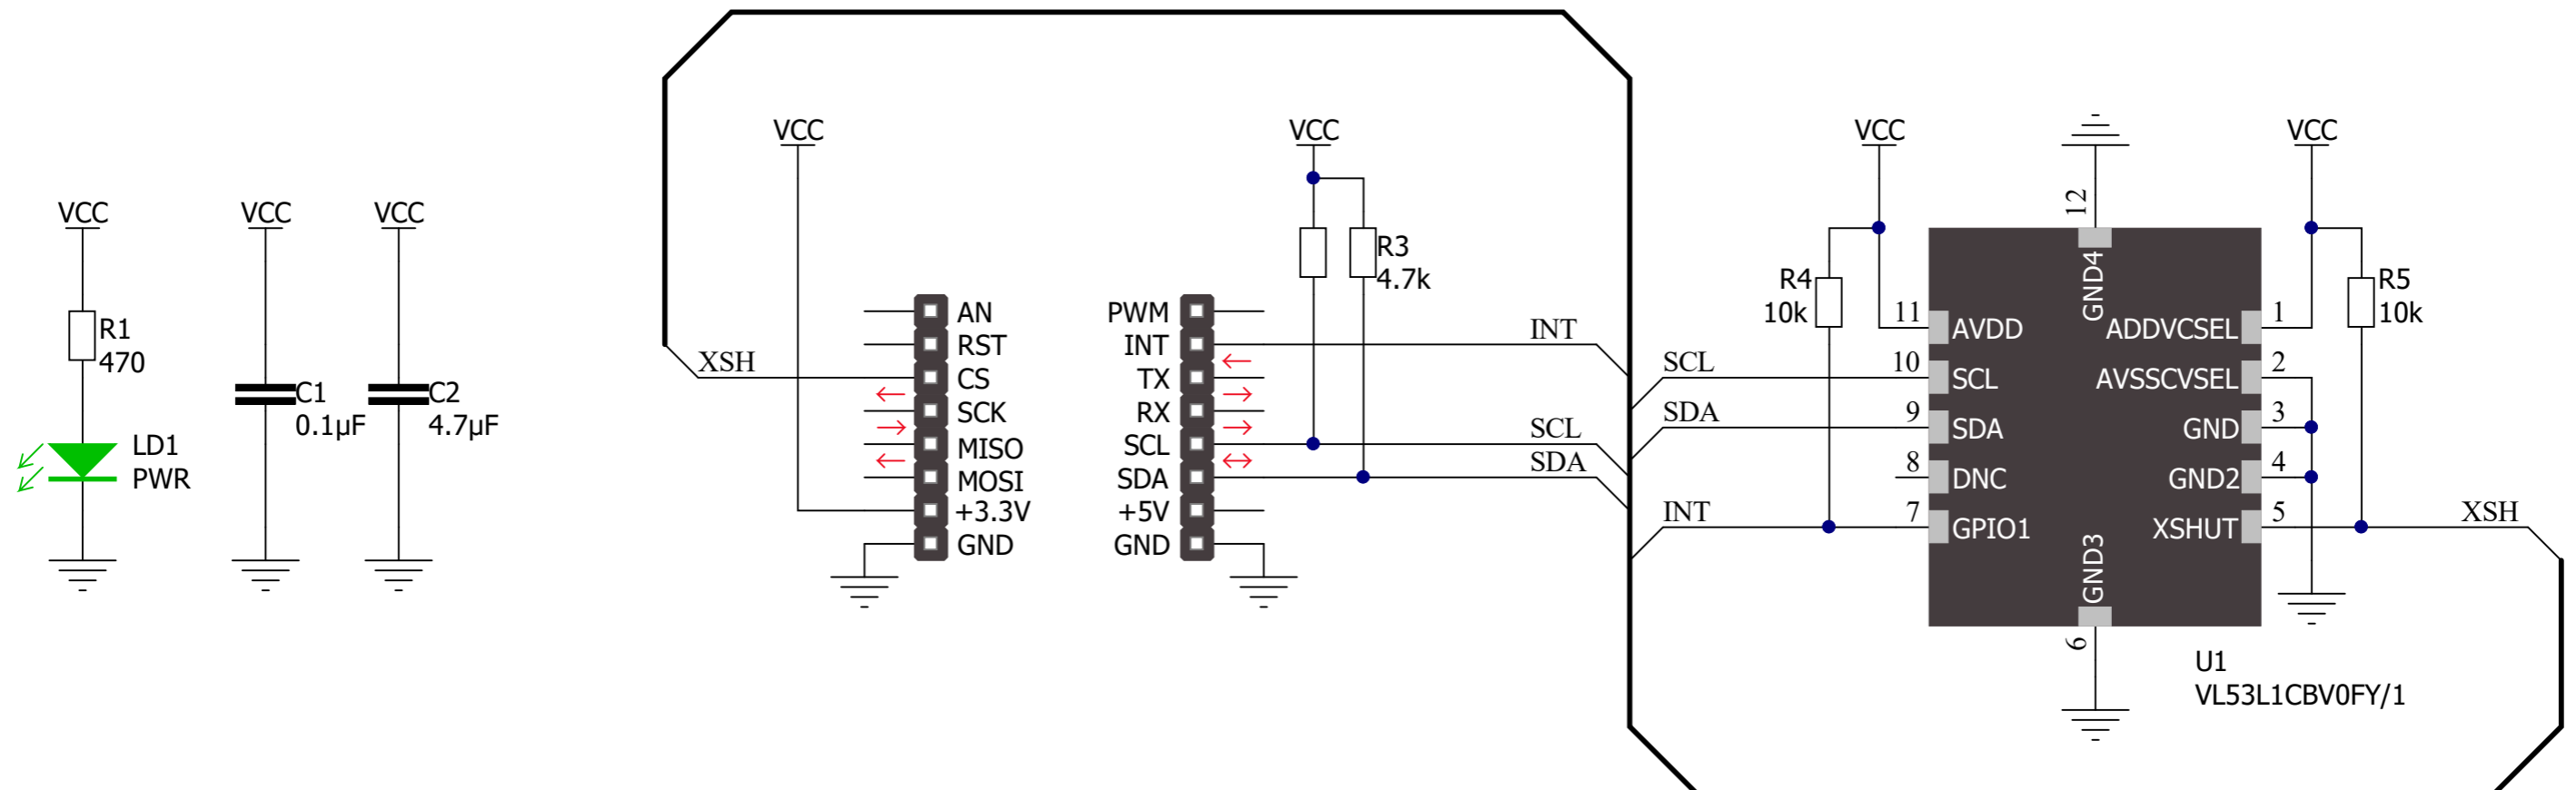 VCC
VCC
VCC
R1
470
C1
0.1µF
C2
4.7µF
LD1
PWR
VCC
XSH
AN
RST
CS
SCK
MISO
MOSI
+3.3V
GND
PWM
INT
TX
RX
SCL
SDA
+5V
GND
VCC
R3
4.7k
INT
SCL
SDA
SCL
SDA
INT
VCC
R4
10k
11
10
9
8
7
AVDD
SCL
SDA
DNC
GPIO1
12
GND4
GND3
6
ADDVCSEL
AVSSCVSEL
GND
GND2
XSHUT
1
2
3
4
5
VCC
R5
10k
XSH
U1
VL53L1CBV0FY/1